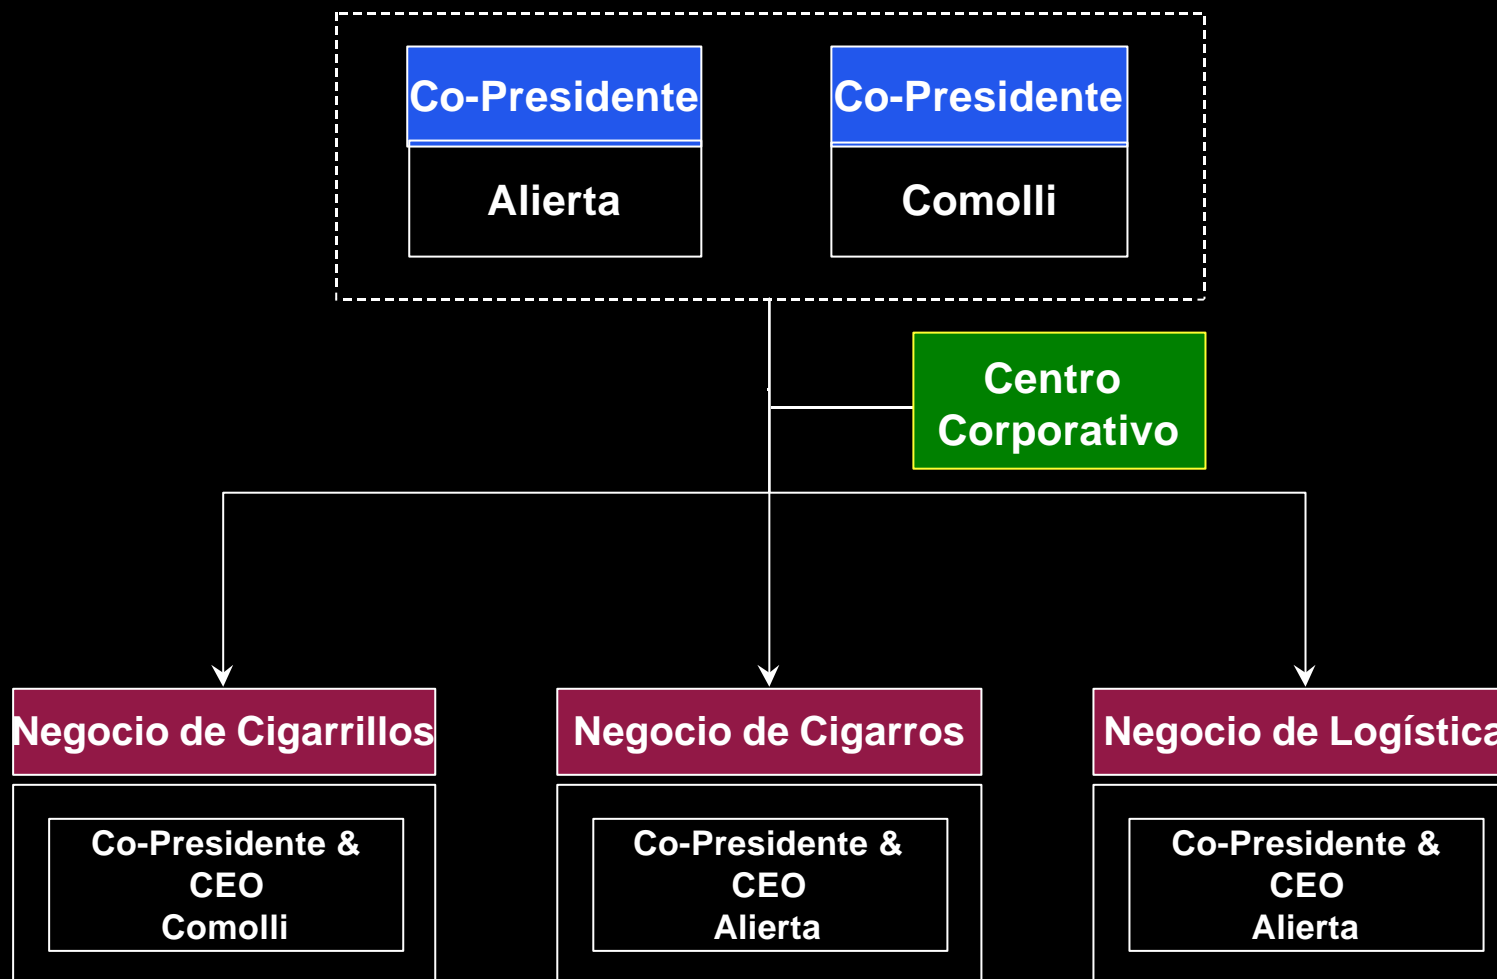 Co-Presidente
Co-Presidente
Alierta
Comolli
Centro
Corporativo
Negocio de Cigarrillos
Negocio de Cigarros
Negocio de Logística
Co-Presidente &
CEO
Comolli
Co-Presidente &
CEO
Alierta
Co-Presidente &
CEO
Alierta